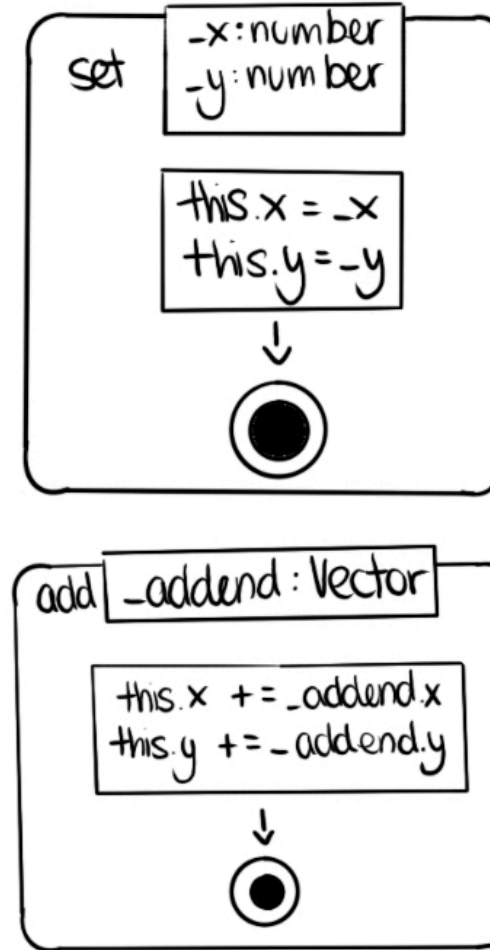 set
_x:number
_y:number
this.x = _x
this.y = _y
add _addend: Vector
this.x += _addend.x
this.y += _addend.y